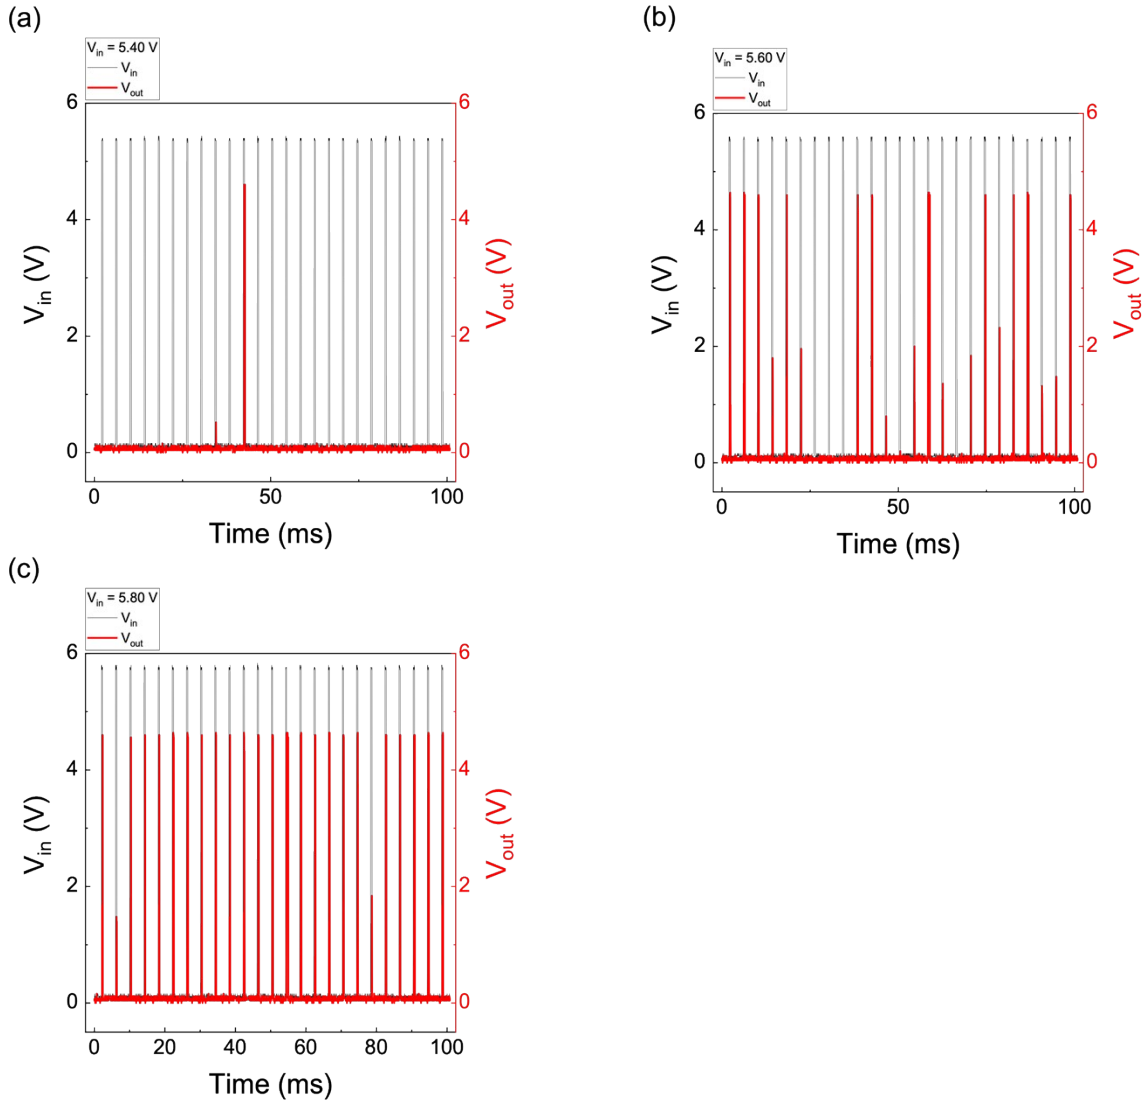 (a)
V_in = 5.40 V
V_in
V_out
6
4
2
0
V_in (V)
6
4
2
0
V_out (V)
0
50
100
Time (ms)
(b)
V_in = 5.60 V
V_in
V_out
6
4
2
0
V_in (V)
6
4
2
0
V_out (V)
0
50
100
Time (ms)
(c)
V_in = 5.80 V
V_in
V_out
6
4
2
0
V_in (V)
6
4
2
0
V_out (V)
0
20
40
60
80
100
Time (ms)